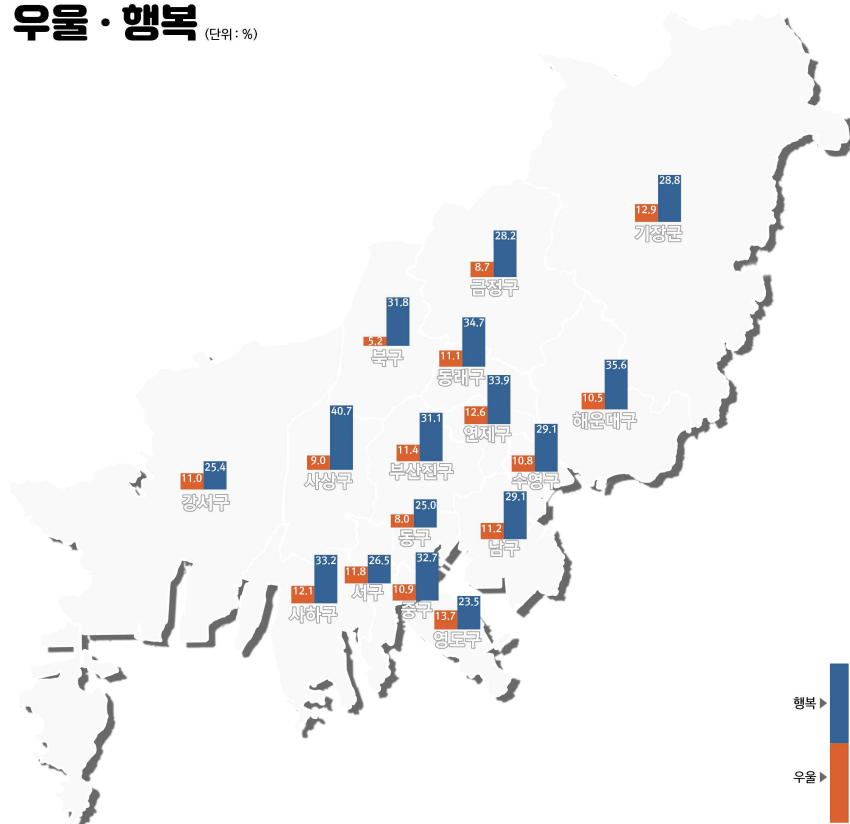 우울 · 행복 (단위 : %)
12.9 28.8
기장군
8.7 28.2
금정구
5.2 31.8
북구
11.1 34.7
동래구
10.5 35.6
해운대구
12.6 33.9
연제구
9.0 40.7
사상구
11.4 31.1
부산진구
10.8 29.1
수영구
11.0 25.4
강서구
8.0 25.0
동구
11.2 29.1
남구
12.1 33.2
사하구
11.8 26.5
서구
10.9 32.7
중구
13.7 23.5
영도구
행복
우울